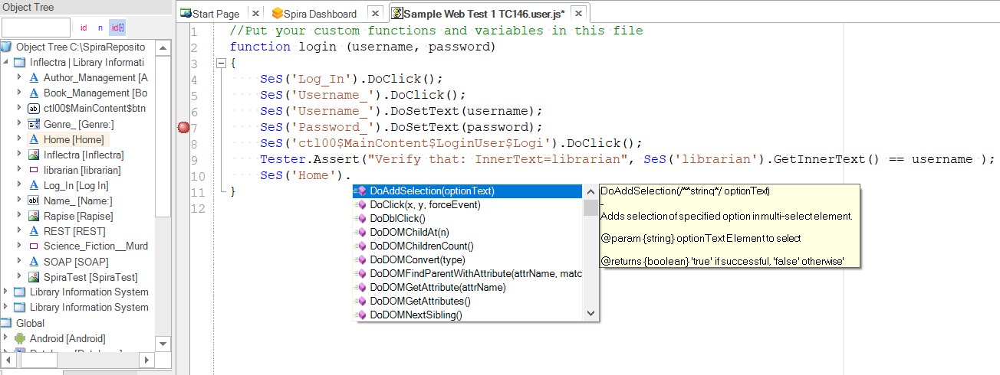 Object Tree
id n id[;]
Object Tree C:\SpiraReposito
Inflectra | Library Informati
Author_Management [A
Book_Management [Bo
ctl00$MainContent$btn
Genre_ [Genre:]
Home [Home]
Inflectra [Inflectra]
librarian [librarian]
Log_In [Log In]
Name_ [Name:]
Rapise [Rapise]
REST [REST]
Science_Fiction__Murd
SOAP [SOAP]
SpiraTest [SpiraTest]
Library Information System
Library Information System
Global
Android [Android]
Database [Database]
Start Page
Spira Dashboard
Sample Web Test 1 TC146.user.js*
1 //Put your custom functions and variables in this file
2 function login (username, password)
3 {
4 SeS('Log_In').DoClick();
5 SeS('Username_').DoClick();
6 SeS('Username_').DoSetText(username);
7 SeS('Password_').DoSetText(password);
8 SeS('ctl00$MainContent$LoginUser$Logi').DoClick();
9 Tester.Assert("Verify that: InnerText=librarian", SeS('librarian').GetInnerText() == username );
10 SeS('Home').
11 }
12
DoAddSelection(optionText)
DoClick(x, y, forceEvent)
DoDblClick()
DoDOMChildAt(n)
DoDOMChildrenCount()
DoDOMConvert(type)
DoDOMFindParentWithAttribute(attrName, matc
DoDOMGetAttribute(attrName)
DoDOMGetAttributes()
DoDOMNextSibling()
DoAddSelection(/**string*/ optionText)
-
Adds selection of specified option in multi-select element.
@param {string} optionText Element to select
@returns {boolean} 'true' if successful, 'false' otherwise'